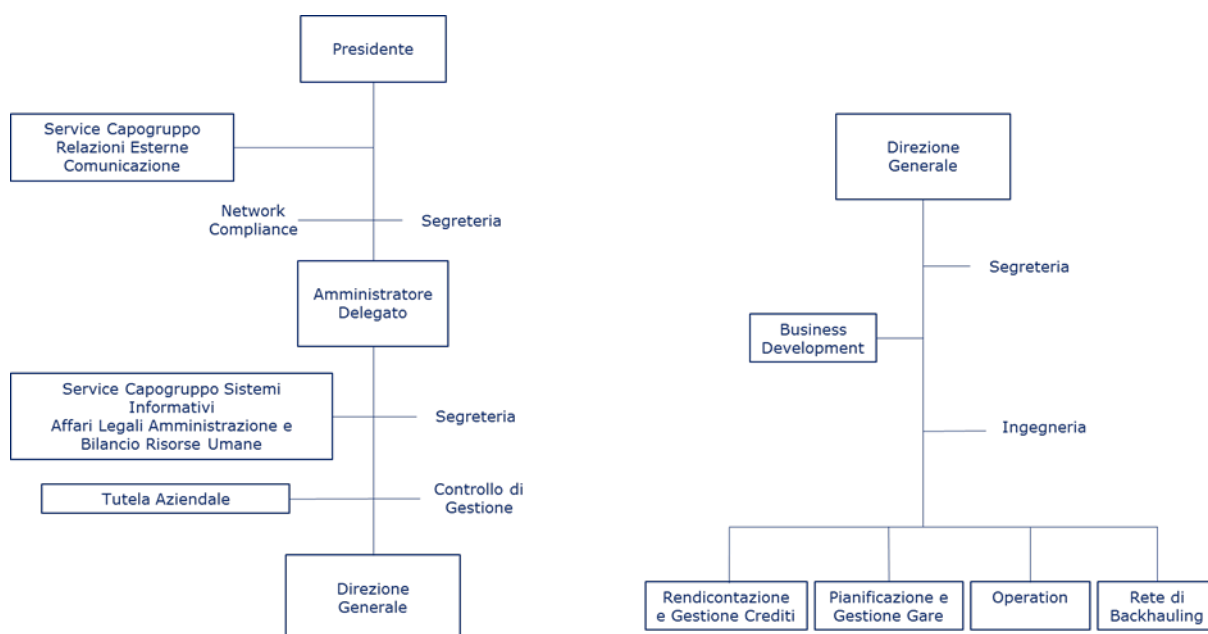 Presidente
Service Capogruppo
Relazioni Esterne
Comunicazione
Network
Compliance
Segreteria
Amministratore
Delegato
Service Capogruppo Sistemi
Informativi
Affari Legali Amministrazione e
Bilancio Risorse Umane
Segreteria
Tutela Aziendale
Controllo di
Gestione
Direzione
Generale
Direzione
Generale
Segreteria
Business
Development
Ingegneria
Rendicontazione
e Gestione Crediti
Pianificazione e
Gestione Gare
Operation
Rete di
Backhauling